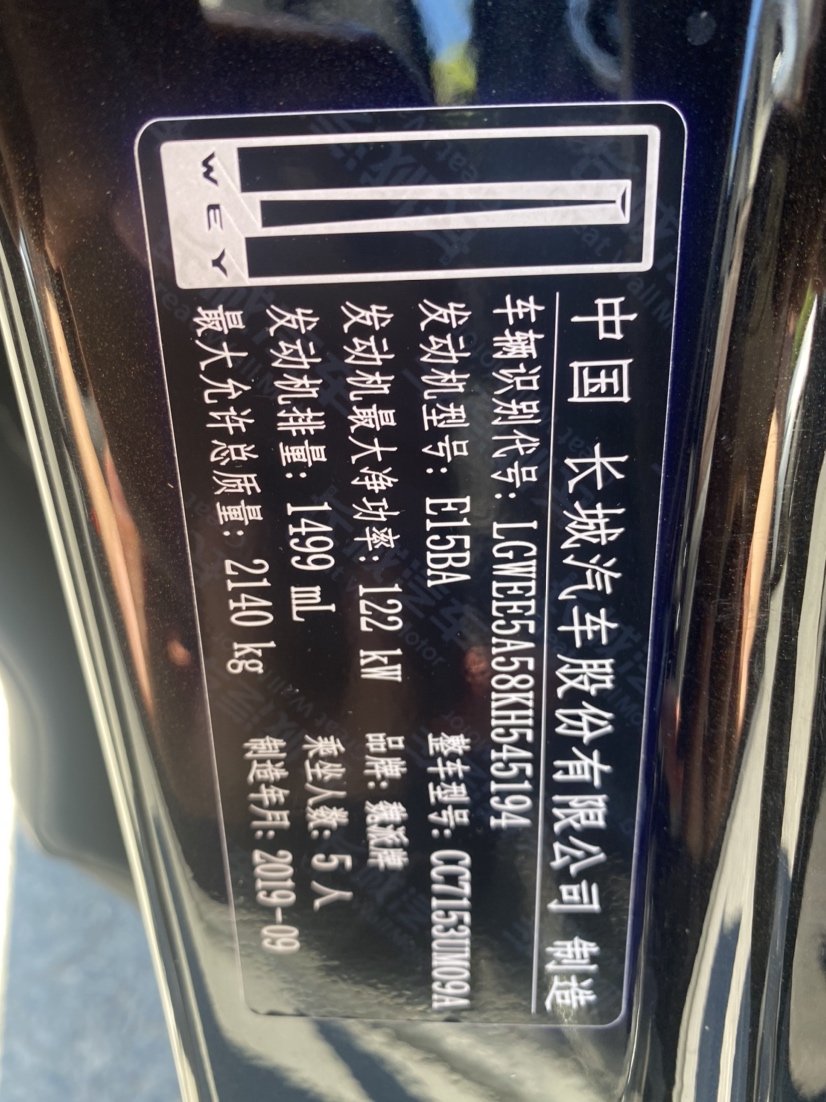 WEY
中国 长城汽车股份有限公司 制造
车辆识别代号: LGWEE5A58KH545194
发动机型号: E15BA 整车型号: CC7153UM09A
发动机最大净功率: 122 kW 品牌: 魏派牌
发动机排量: 1499 mL 乘坐人数: 5 人
最大允许总质量: 2140 kg 制造年月: 2019-09